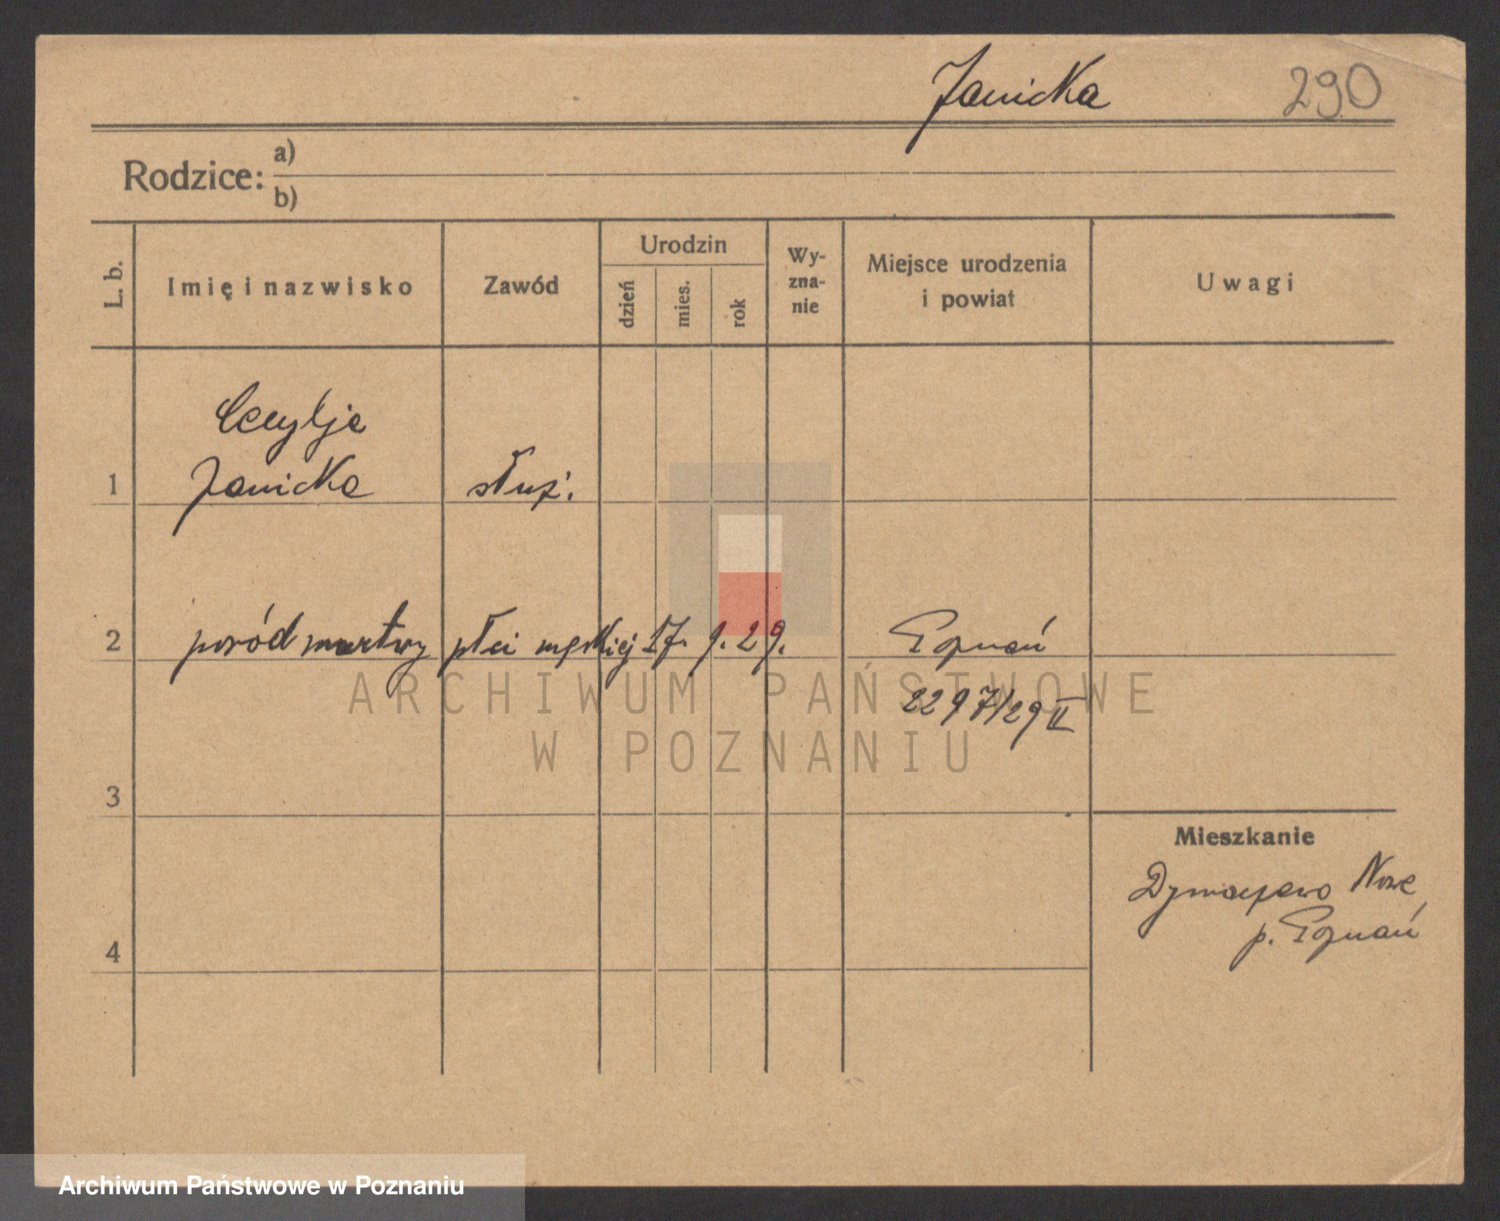 Janicka 290
Rodzice: a)
b)
L. b. Imię i nazwisko Zawód Urodzin dzień mies. rok Wy-zna-nie Miejsce urodzenia i powiat Uwagi
Cecylja
1 Janicka służ.
2 poród martwy płci męskiej 17. 9. 29. Poznań
2297/29 II
ARCHIWUM PAŃSTWOWE
W POZNANIU
3
Mieszkanie
Dymaczewo Nowe
p. Poznań
4
Archiwum Państwowe w Poznaniu